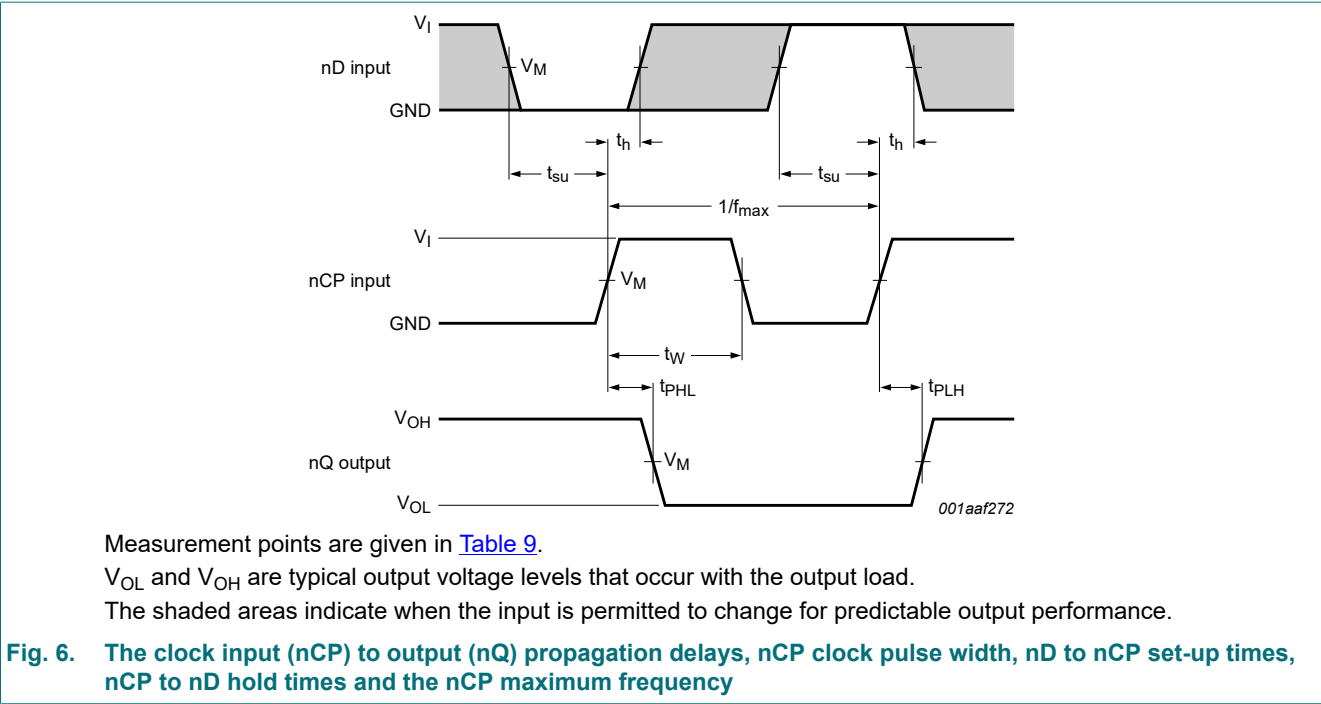 V_I
nD input
V_M
GND
t_h
t_h
t_su
t_su
1/f_max
V_I
nCP input
V_M
GND
t_W
t_PHL
t_PLH
V_OH
nQ output
V_M
V_OL
001aaf272
Measurement points are given in Table 9.
V_OL and V_OH are typical output voltage levels that occur with the output load.
The shaded areas indicate when the input is permitted to change for predictable output performance.
Fig. 6. The clock input (nCP) to output (nQ) propagation delays, nCP clock pulse width, nD to nCP set-up times,
nCP to nD hold times and the nCP maximum frequency